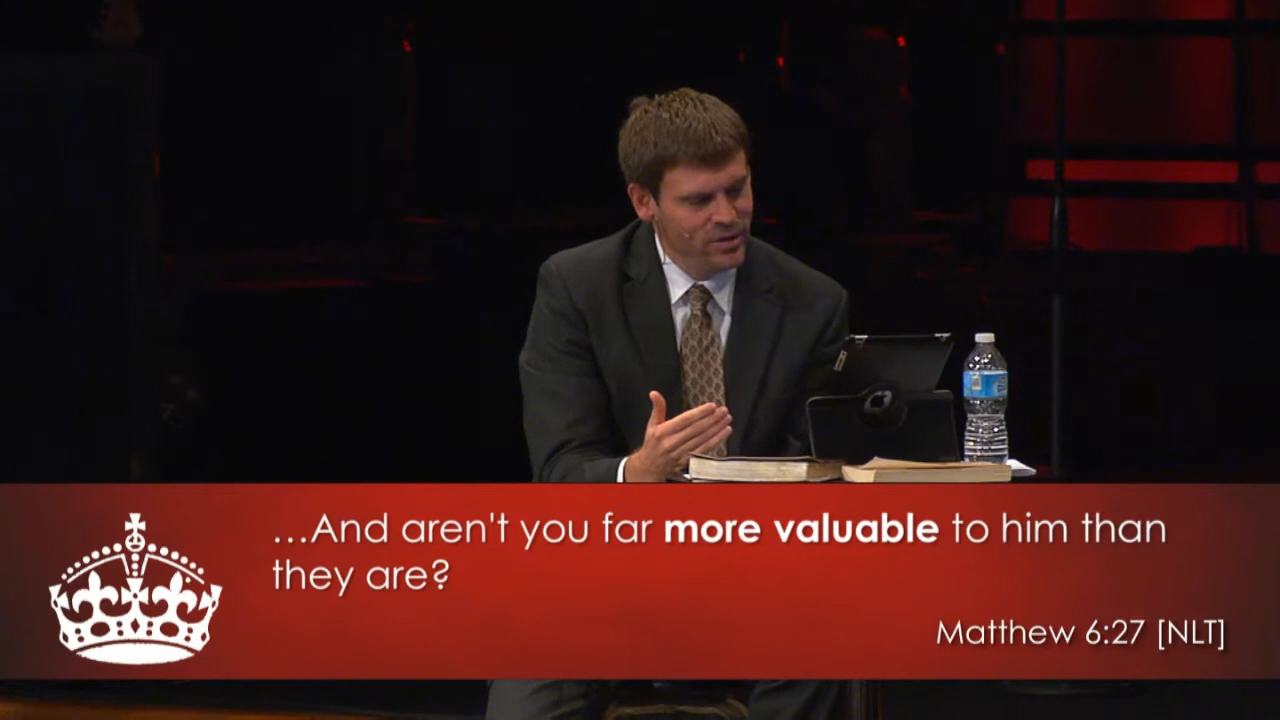 …And aren't you far more valuable to him than
they are?
Matthew 6:27 [NLT]